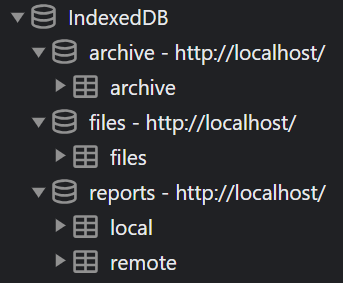 IndexedDB
archive - http://localhost/
archive
files - http://localhost/
files
reports - http://localhost/
local
remote